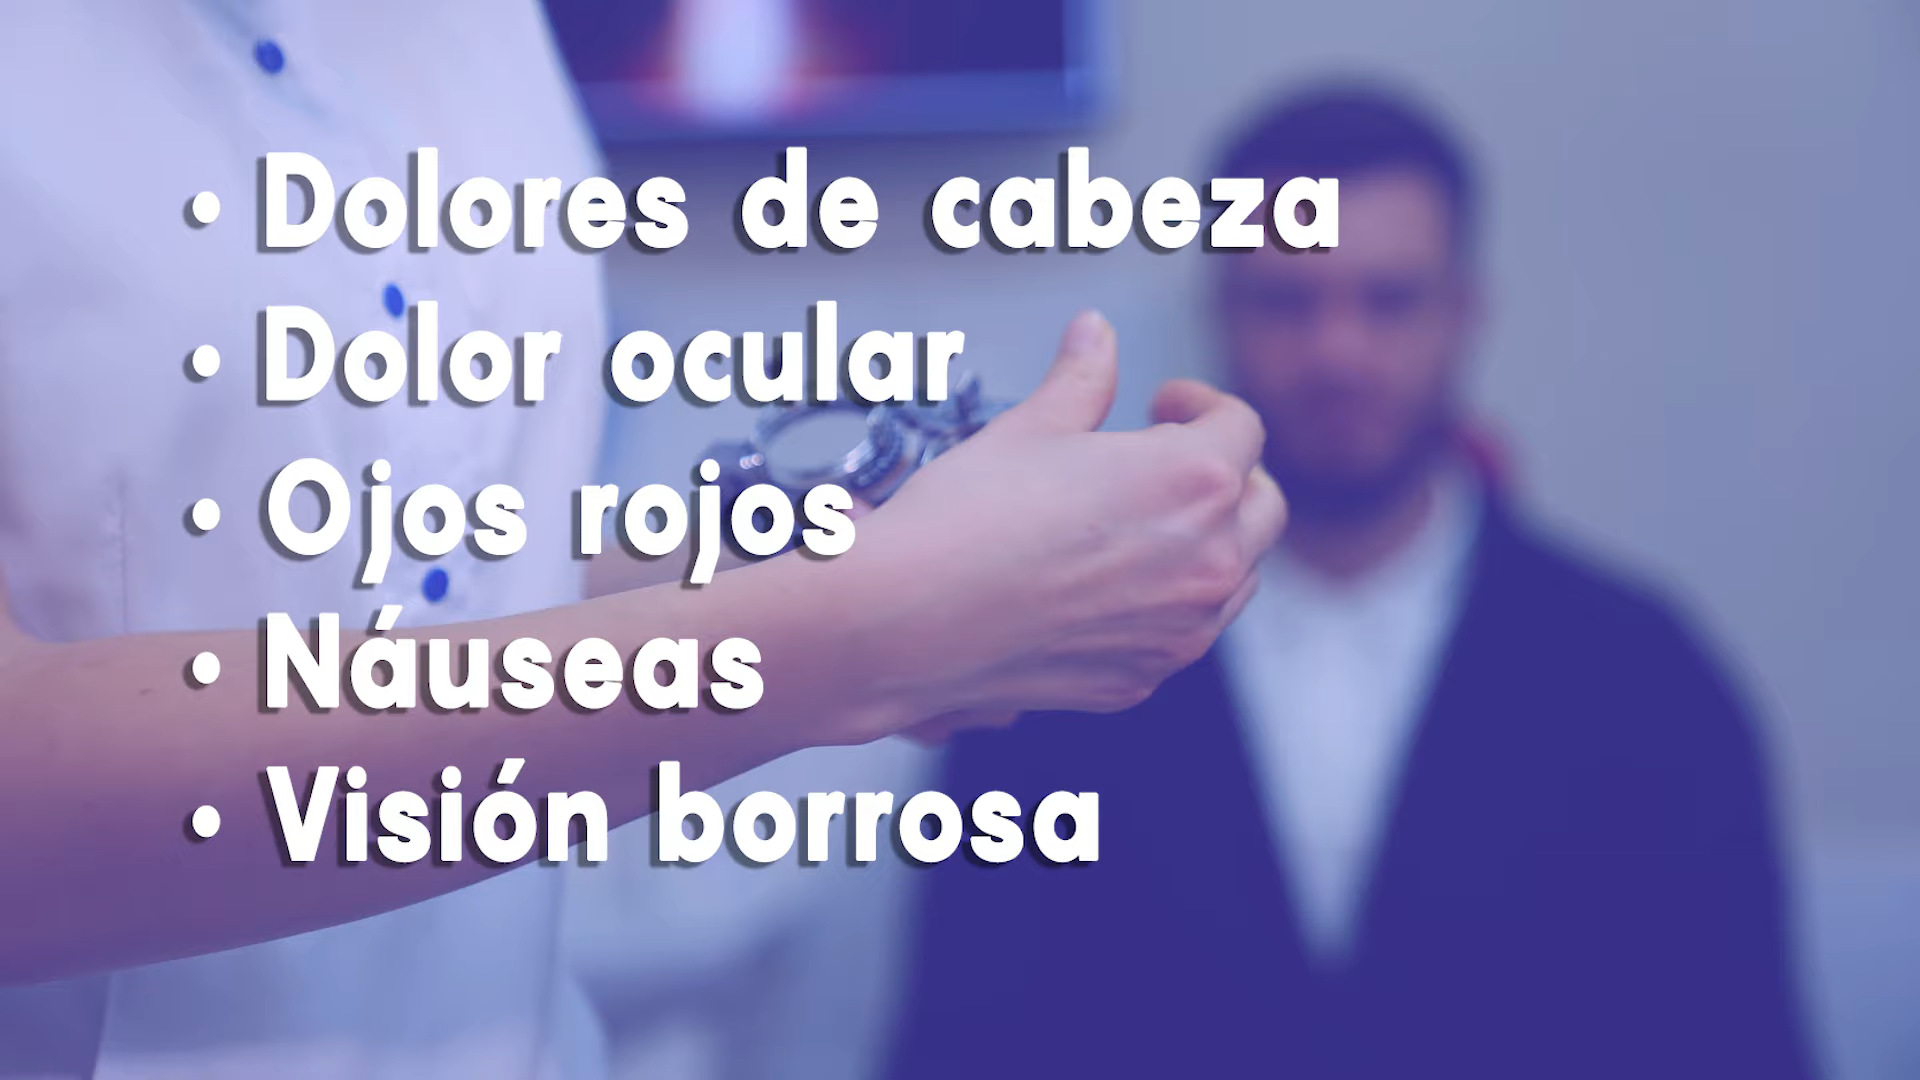 • Dolores de cabeza
• Dolor ocular
• Ojos rojos
• Náuseas
• Visión borrosa